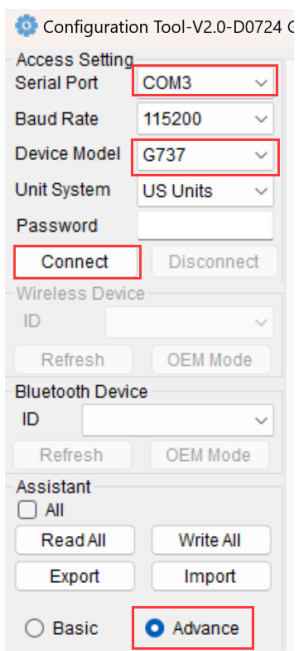 Configuration Tool-V2.0-D0724
Access Setting
Serial Port COM3
Baud Rate 115200
Device Model G737
Unit System US Units
Password
Connect Disconnect
Wireless Device
ID
Refresh OEM Mode
Bluetooth Device
ID
Refresh OEM Mode
Assistant
All
Read All Write All
Export Import
Basic Advance